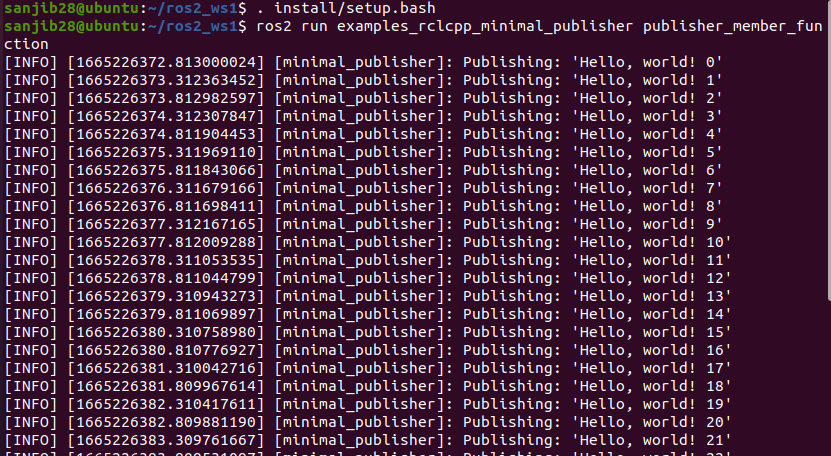 sanjib28@ubuntu:~/ros2_ws1$ . install/setup.bash
sanjib28@ubuntu:~/ros2_ws1$ ros2 run examples_rclcpp_minimal_publisher publisher_member_fun
ction
[INFO] [1665226372.813000024] [minimal_publisher]: Publishing: 'Hello, world! 0'
[INFO] [1665226373.312363452] [minimal_publisher]: Publishing: 'Hello, world! 1'
[INFO] [1665226373.812982597] [minimal_publisher]: Publishing: 'Hello, world! 2'
[INFO] [1665226374.312307847] [minimal_publisher]: Publishing: 'Hello, world! 3'
[INFO] [1665226374.811904453] [minimal_publisher]: Publishing: 'Hello, world! 4'
[INFO] [1665226375.311969110] [minimal_publisher]: Publishing: 'Hello, world! 5'
[INFO] [1665226375.811843066] [minimal_publisher]: Publishing: 'Hello, world! 6'
[INFO] [1665226376.311679166] [minimal_publisher]: Publishing: 'Hello, world! 7'
[INFO] [1665226376.811698411] [minimal_publisher]: Publishing: 'Hello, world! 8'
[INFO] [1665226377.312167165] [minimal_publisher]: Publishing: 'Hello, world! 9'
[INFO] [1665226377.812009288] [minimal_publisher]: Publishing: 'Hello, world! 10'
[INFO] [1665226378.311053535] [minimal_publisher]: Publishing: 'Hello, world! 11'
[INFO] [1665226378.811044799] [minimal_publisher]: Publishing: 'Hello, world! 12'
[INFO] [1665226379.310943273] [minimal_publisher]: Publishing: 'Hello, world! 13'
[INFO] [1665226379.811069897] [minimal_publisher]: Publishing: 'Hello, world! 14'
[INFO] [1665226380.310758980] [minimal_publisher]: Publishing: 'Hello, world! 15'
[INFO] [1665226380.810776927] [minimal_publisher]: Publishing: 'Hello, world! 16'
[INFO] [1665226381.310042716] [minimal_publisher]: Publishing: 'Hello, world! 17'
[INFO] [1665226381.809967614] [minimal_publisher]: Publishing: 'Hello, world! 18'
[INFO] [1665226382.310417611] [minimal_publisher]: Publishing: 'Hello, world! 19'
[INFO] [1665226382.809881190] [minimal_publisher]: Publishing: 'Hello, world! 20'
[INFO] [1665226383.309761667] [minimal_publisher]: Publishing: 'Hello, world! 21'
[INFO] [minimal_publisher]: Publishing: 'Hello, world!